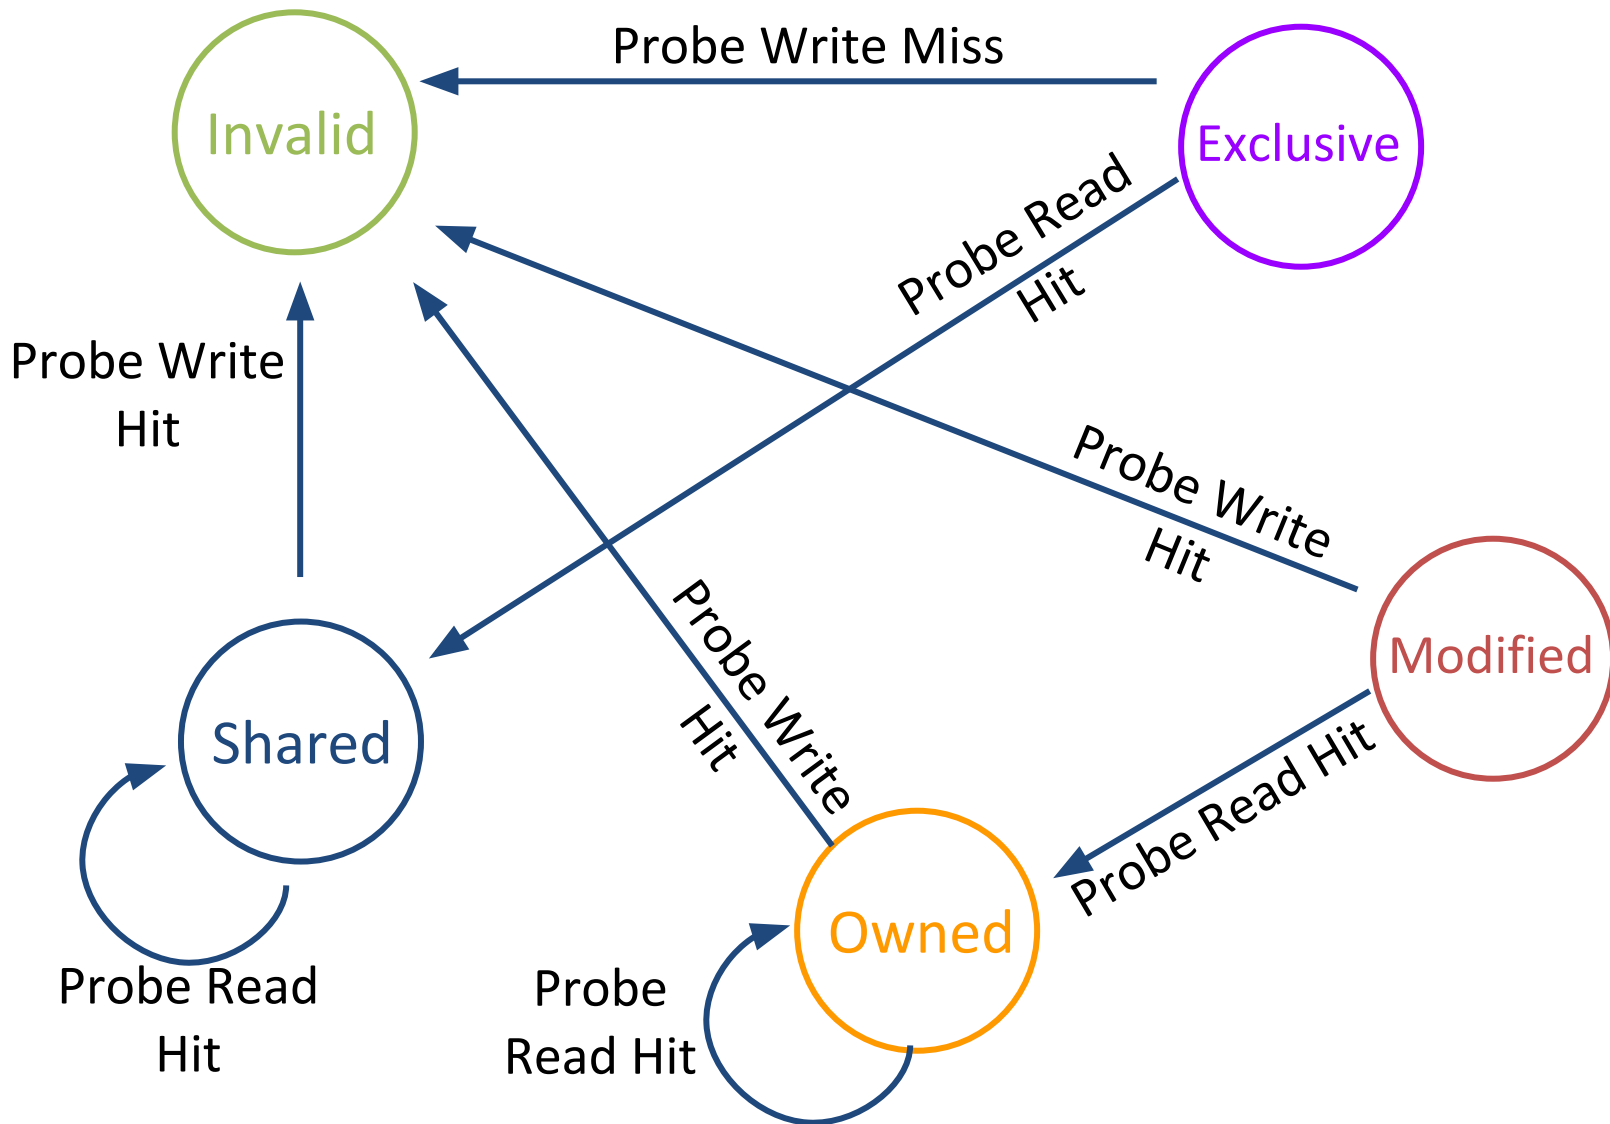 Probe Write Miss
Invalid
Exclusive
Probe Read
Hit
Probe Write
Hit
Probe Write
Hit
Probe Write
Hit
Modified
Shared
Probe Read Hit
Owned
Probe Read
Hit
Probe
Read Hit